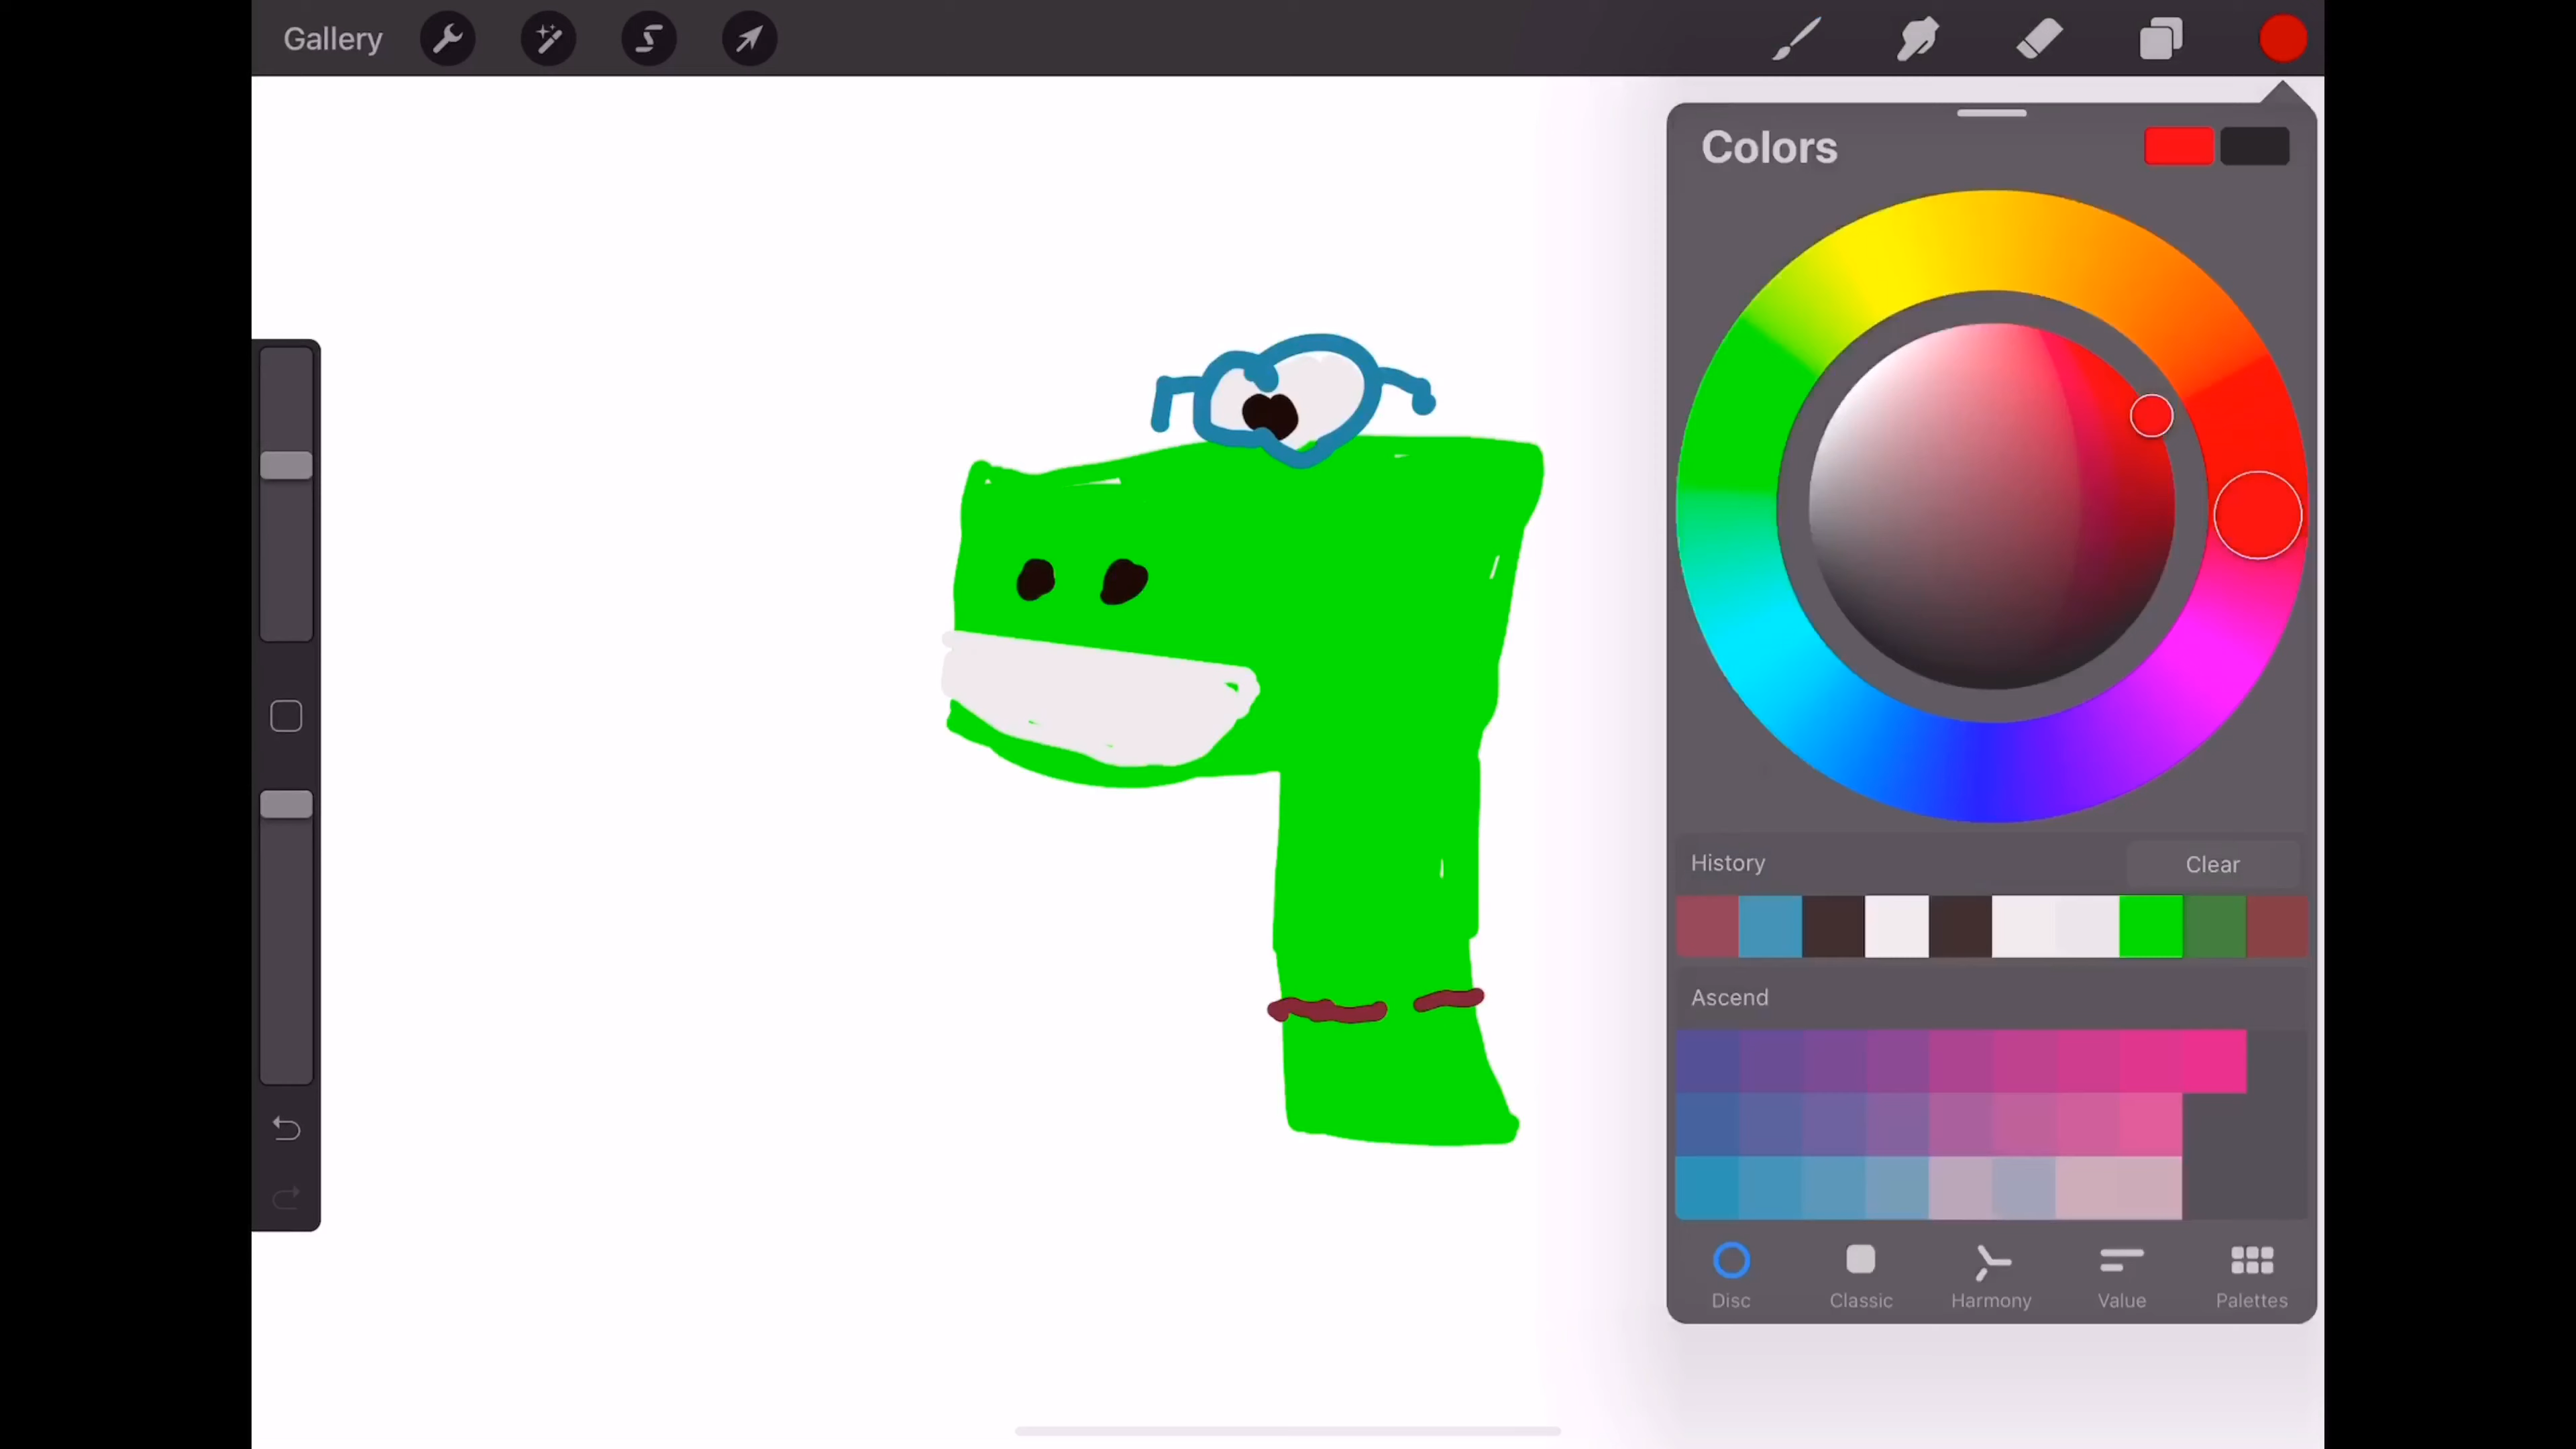 Gallery
Colors
History
Clear
Ascend
Disc
Classic
Harmony
Value
Palettes